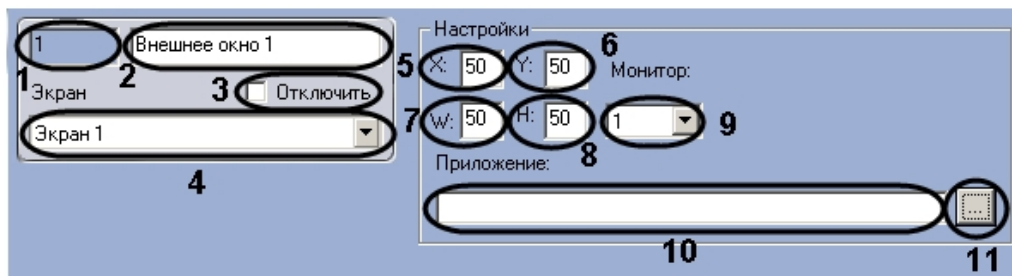 1 Внешнее окно 1
1 2
Экран 3 Отключить
Экран 1
4
Настройки
5 X: 50 Y: 50 6
Монитор:
7 W: 50 H: 50 8 1 9
Приложение:
...
10 11